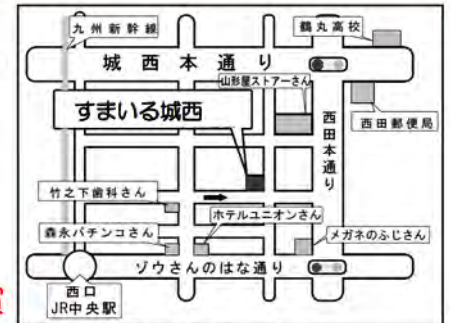 九州新幹線
鶴丸高校
城西本通り
山形屋ストアーさん
すまいる城西
西田本通り
西田郵便局
竹之下歯科さん
ホテルユニオンさん
森永パチンコさん
メガネのふじさん
ゾウさんのはな通り
西口
JR中央駅